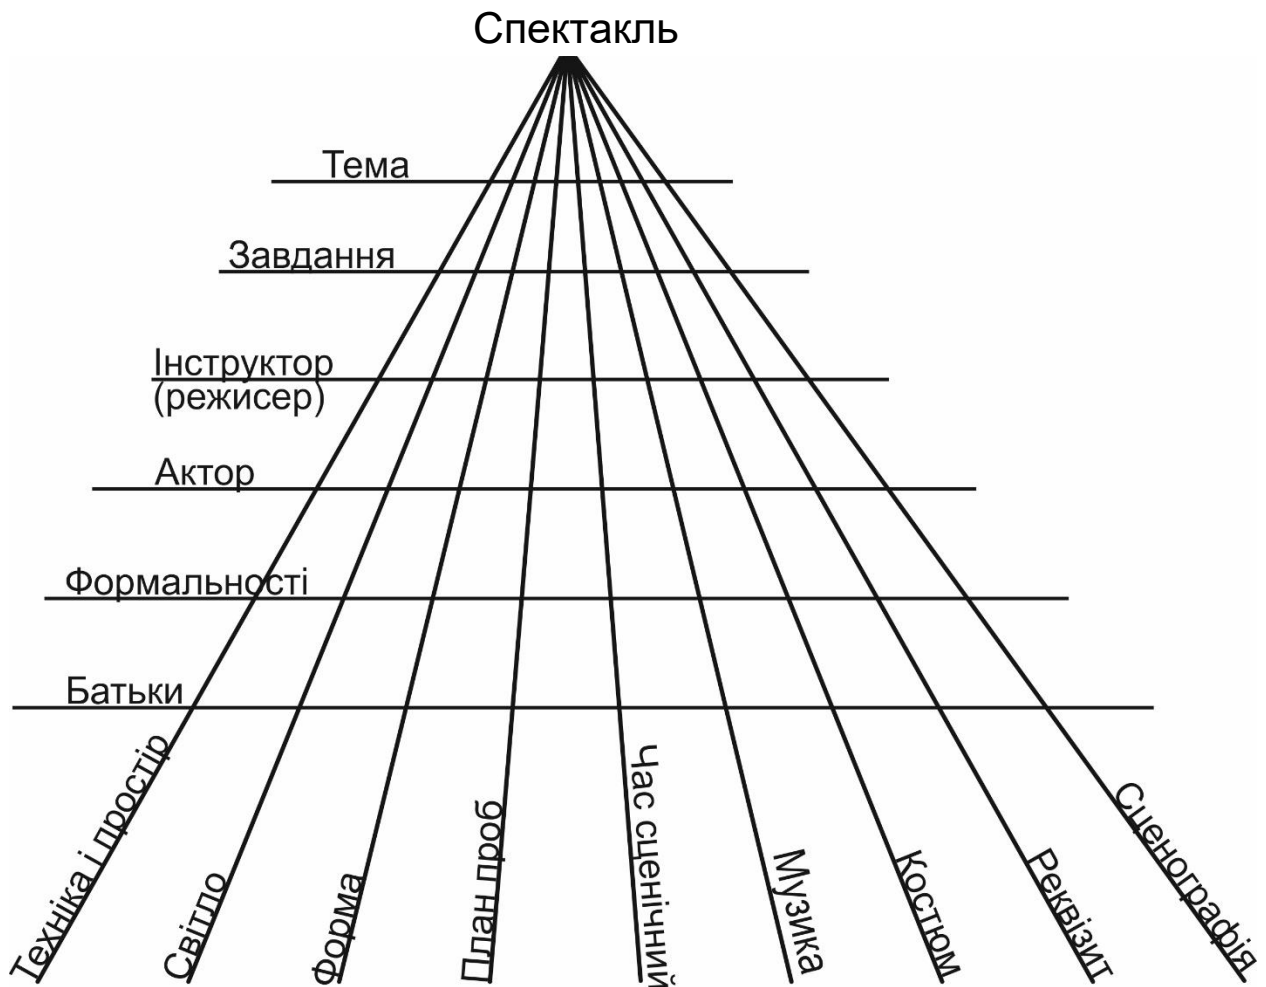 Спектакль
Тема
Завдання
Інструктор
(режисер)
Актор
Формальності
Батьки
Техніка і простір
Світло
Форма
План проб
Час сценічний
Музика
Костюм
Реквізит
Сценографія